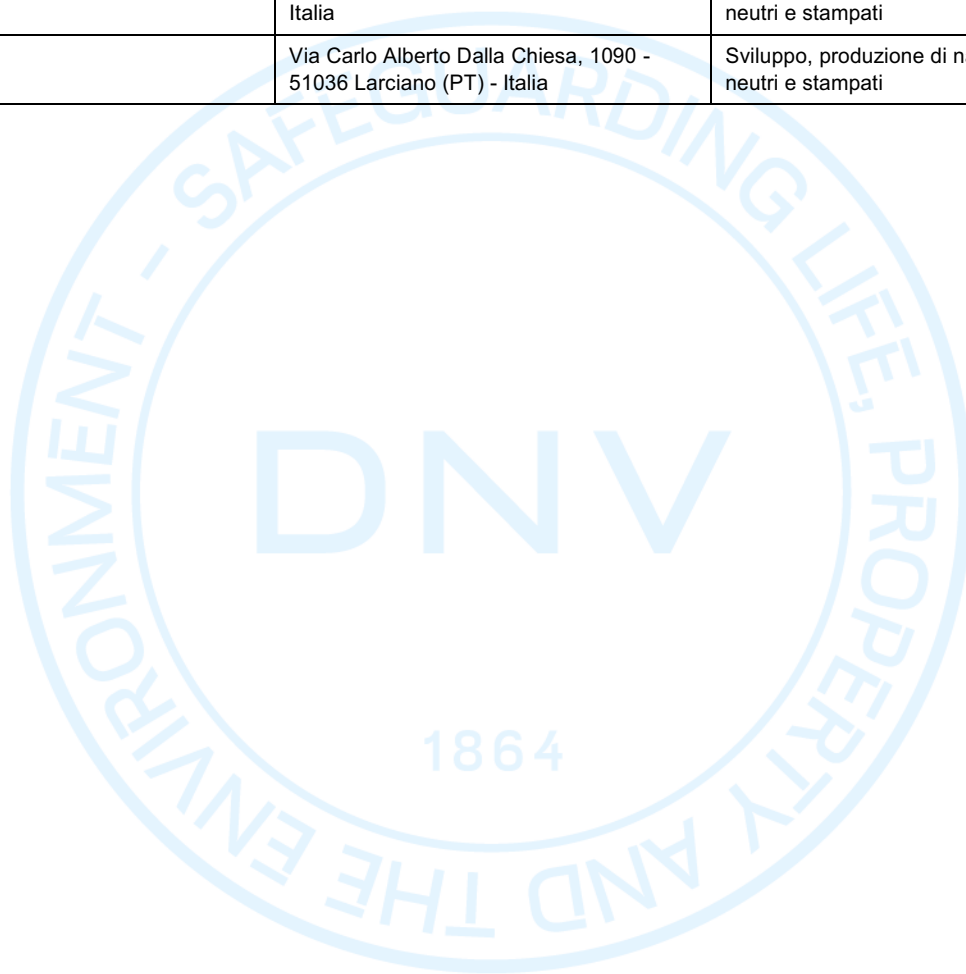 Italia
neutri e stampati
Via Carlo Alberto Dalla Chiesa, 1090 -
51036 Larciano (PT) - Italia
Sviluppo, produzione di
neutri e stampati
SAFEGUARDING LIFE, PROPERTY AND THE ENVIRONMENT -
DNV
1864